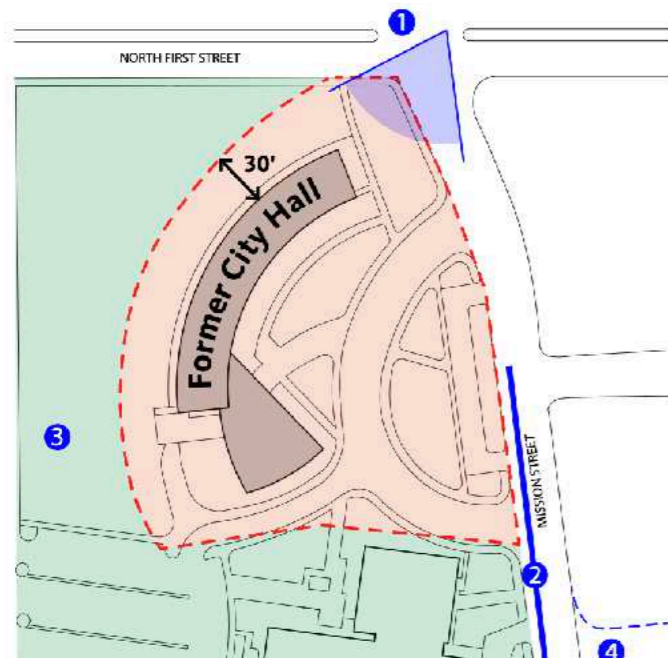 1
NORTH FIRST STREET
30'
Former City Hall
3
MISSION STREET
2
4